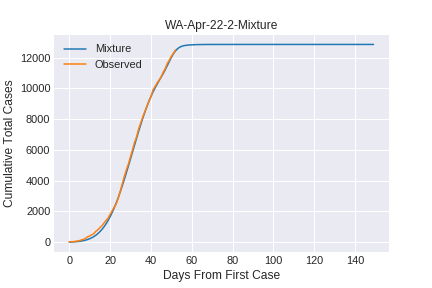 WA-Apr-22-2-Mixture
Mixture
Observed
12000
10000
8000
6000
4000
2000
0
Cumulative Total Cases
0 20 40 60 80 100 120 140
Days From First Case